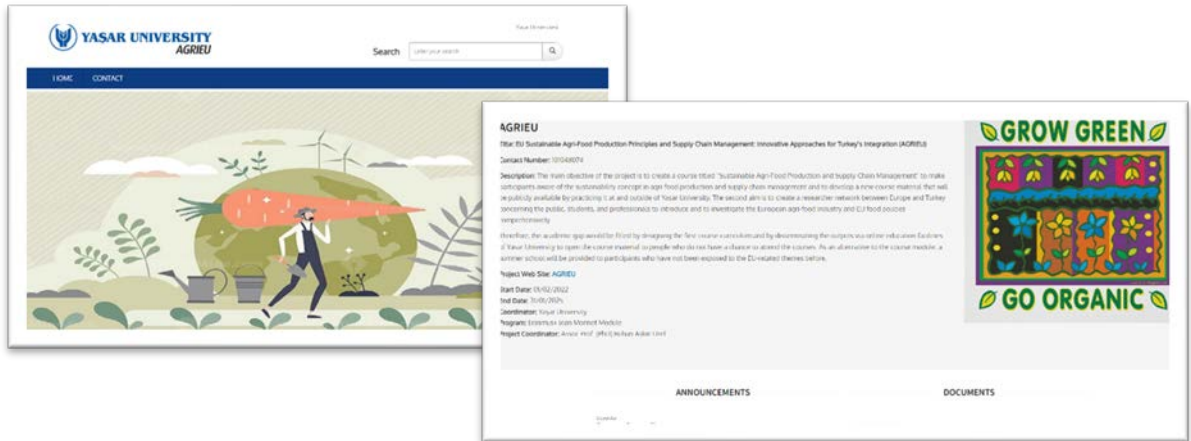 Yaşar Üniversitesi
YAŞAR UNIVERSITY
AGRIEU
Search
enter your search
HOME
CONTACT
AGRIEU
Title: EU Sustainable Agri-Food Production Principles and Supply Chain Management: Innovative Approaches for Turkey's Integration (AGRIEU)
Contact Number: 101048074
Description: The main objective of the project is to create a course titled "Sustainable Agri-Food Production and Supply Chain Management" to make
participants aware of the sustainability concept in agri food production and supply chain management and to develop a new course material that will
be publicly available by practicing it at and outside of Yasar University. The second aim is to create a researcher network between Europe and Turkey
concerning the public, students, and professionals to introduce and to investigate the European agri-food industry and EU food policies
comprehensively.
Therefore, the academic gap would be filled by designing the first course curriculum and by disseminating the outputs via online education facilities
of Yasar University to open the course material to people who do not have a chance to attend the courses. As an alternative to the course module, a
summer school will be provided to participants who have not been exposed to the EU-related themes before.
Project Web Site: AGRIEU
Start Date: 01/02/2022
End Date: 31/01/2025
Coordinator: Yaşar University
Program: Erasmus+ Jean Monnet Module
Project Coordinator: Assoc. Prof.
GROW GREEN
GO ORGANIC
ANNOUNCEMENTS
DOCUMENTS